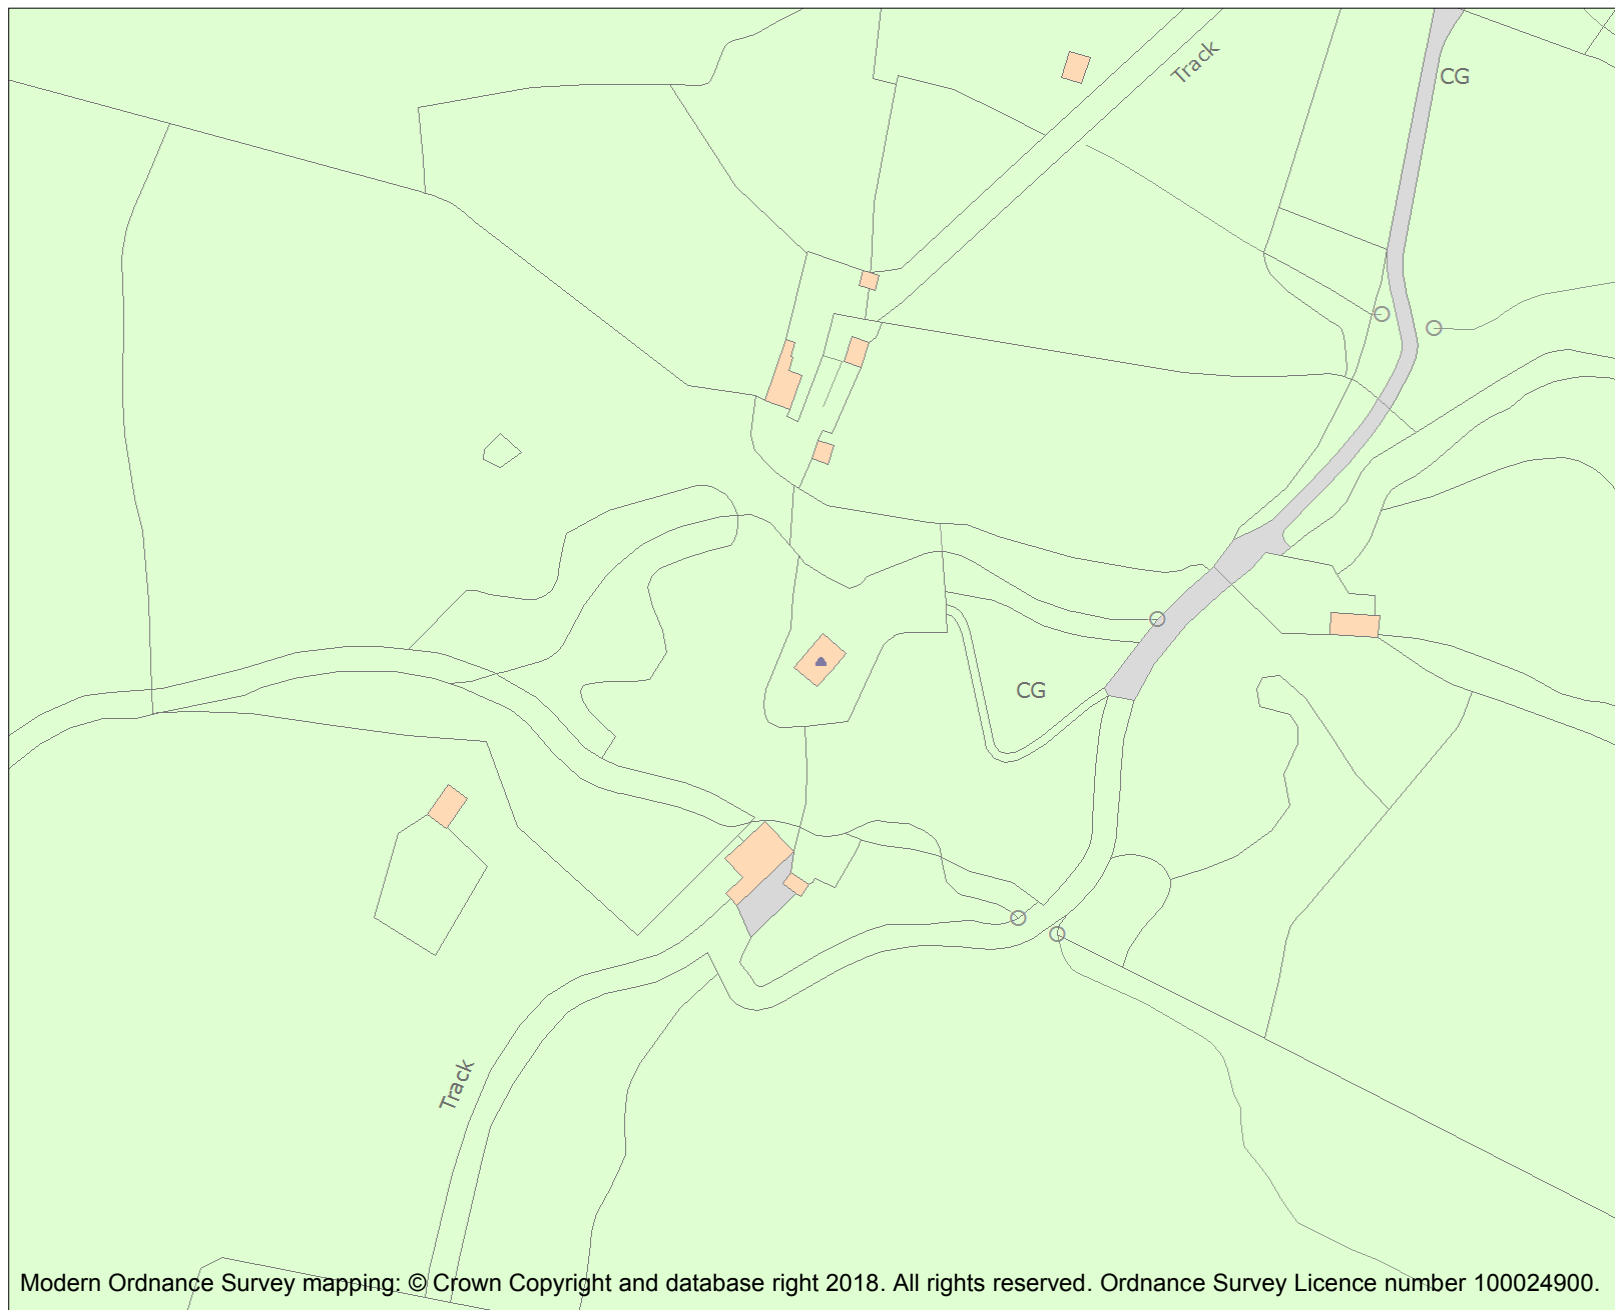 Track
CG
CG
Track
Modern Ordnance Survey mapping: © Crown Copyright and database right 2018. All rights reserved. Ordnance Survey Licence number 100024900.